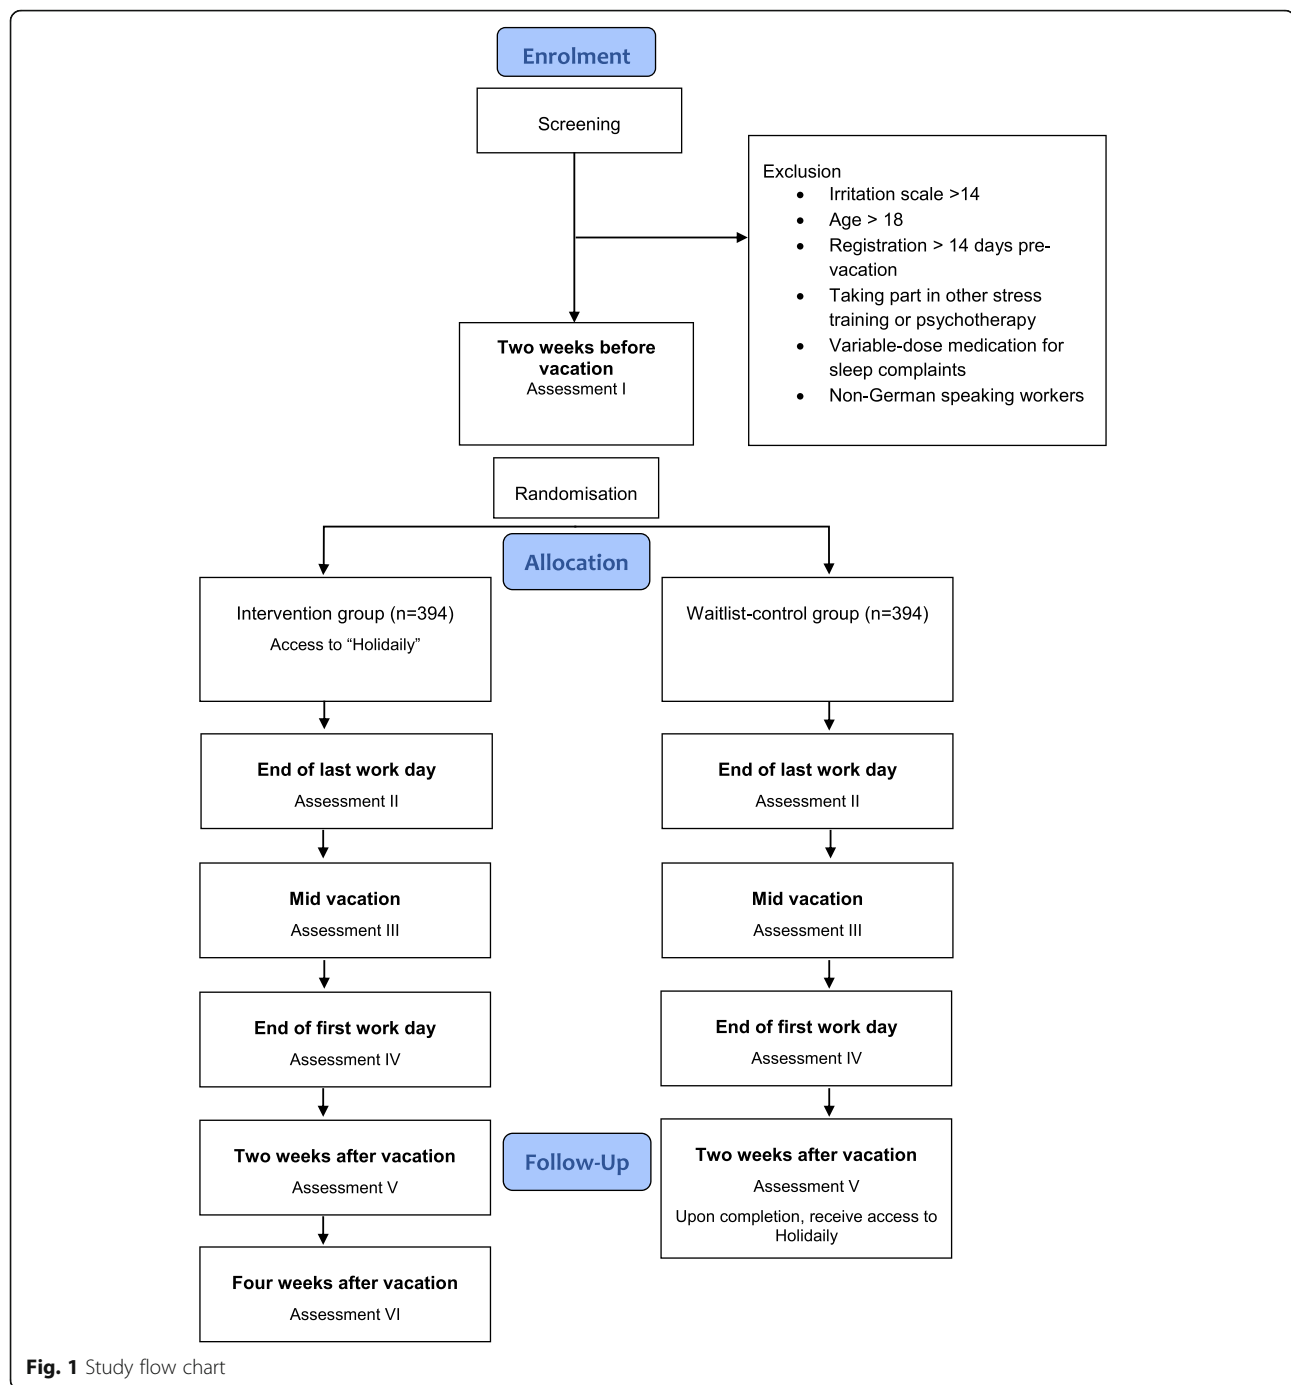 Enrolment
Screening
Exclusion
• Irritation scale >14
• Age > 18
• Registration > 14 days pre-
vacation
• Taking part in other stress
training or psychotherapy
• Variable-dose medication for
sleep complaints
• Non-German speaking workers
Two weeks before
vacation
Assessment I
Randomisation
Allocation
Intervention group (n=394)
Access to “Holidaily”
Waitlist-control group (n=394)
End of last work day
Assessment II
End of last work day
Assessment II
Mid vacation
Assessment III
Mid vacation
Assessment III
End of first work day
Assessment IV
End of first work day
Assessment IV
Two weeks after vacation
Assessment V
Follow-Up
Two weeks after vacation
Assessment V
Upon completion, receive access to
Holidaily
Four weeks after vacation
Assessment VI
Fig. 1 Study flow chart